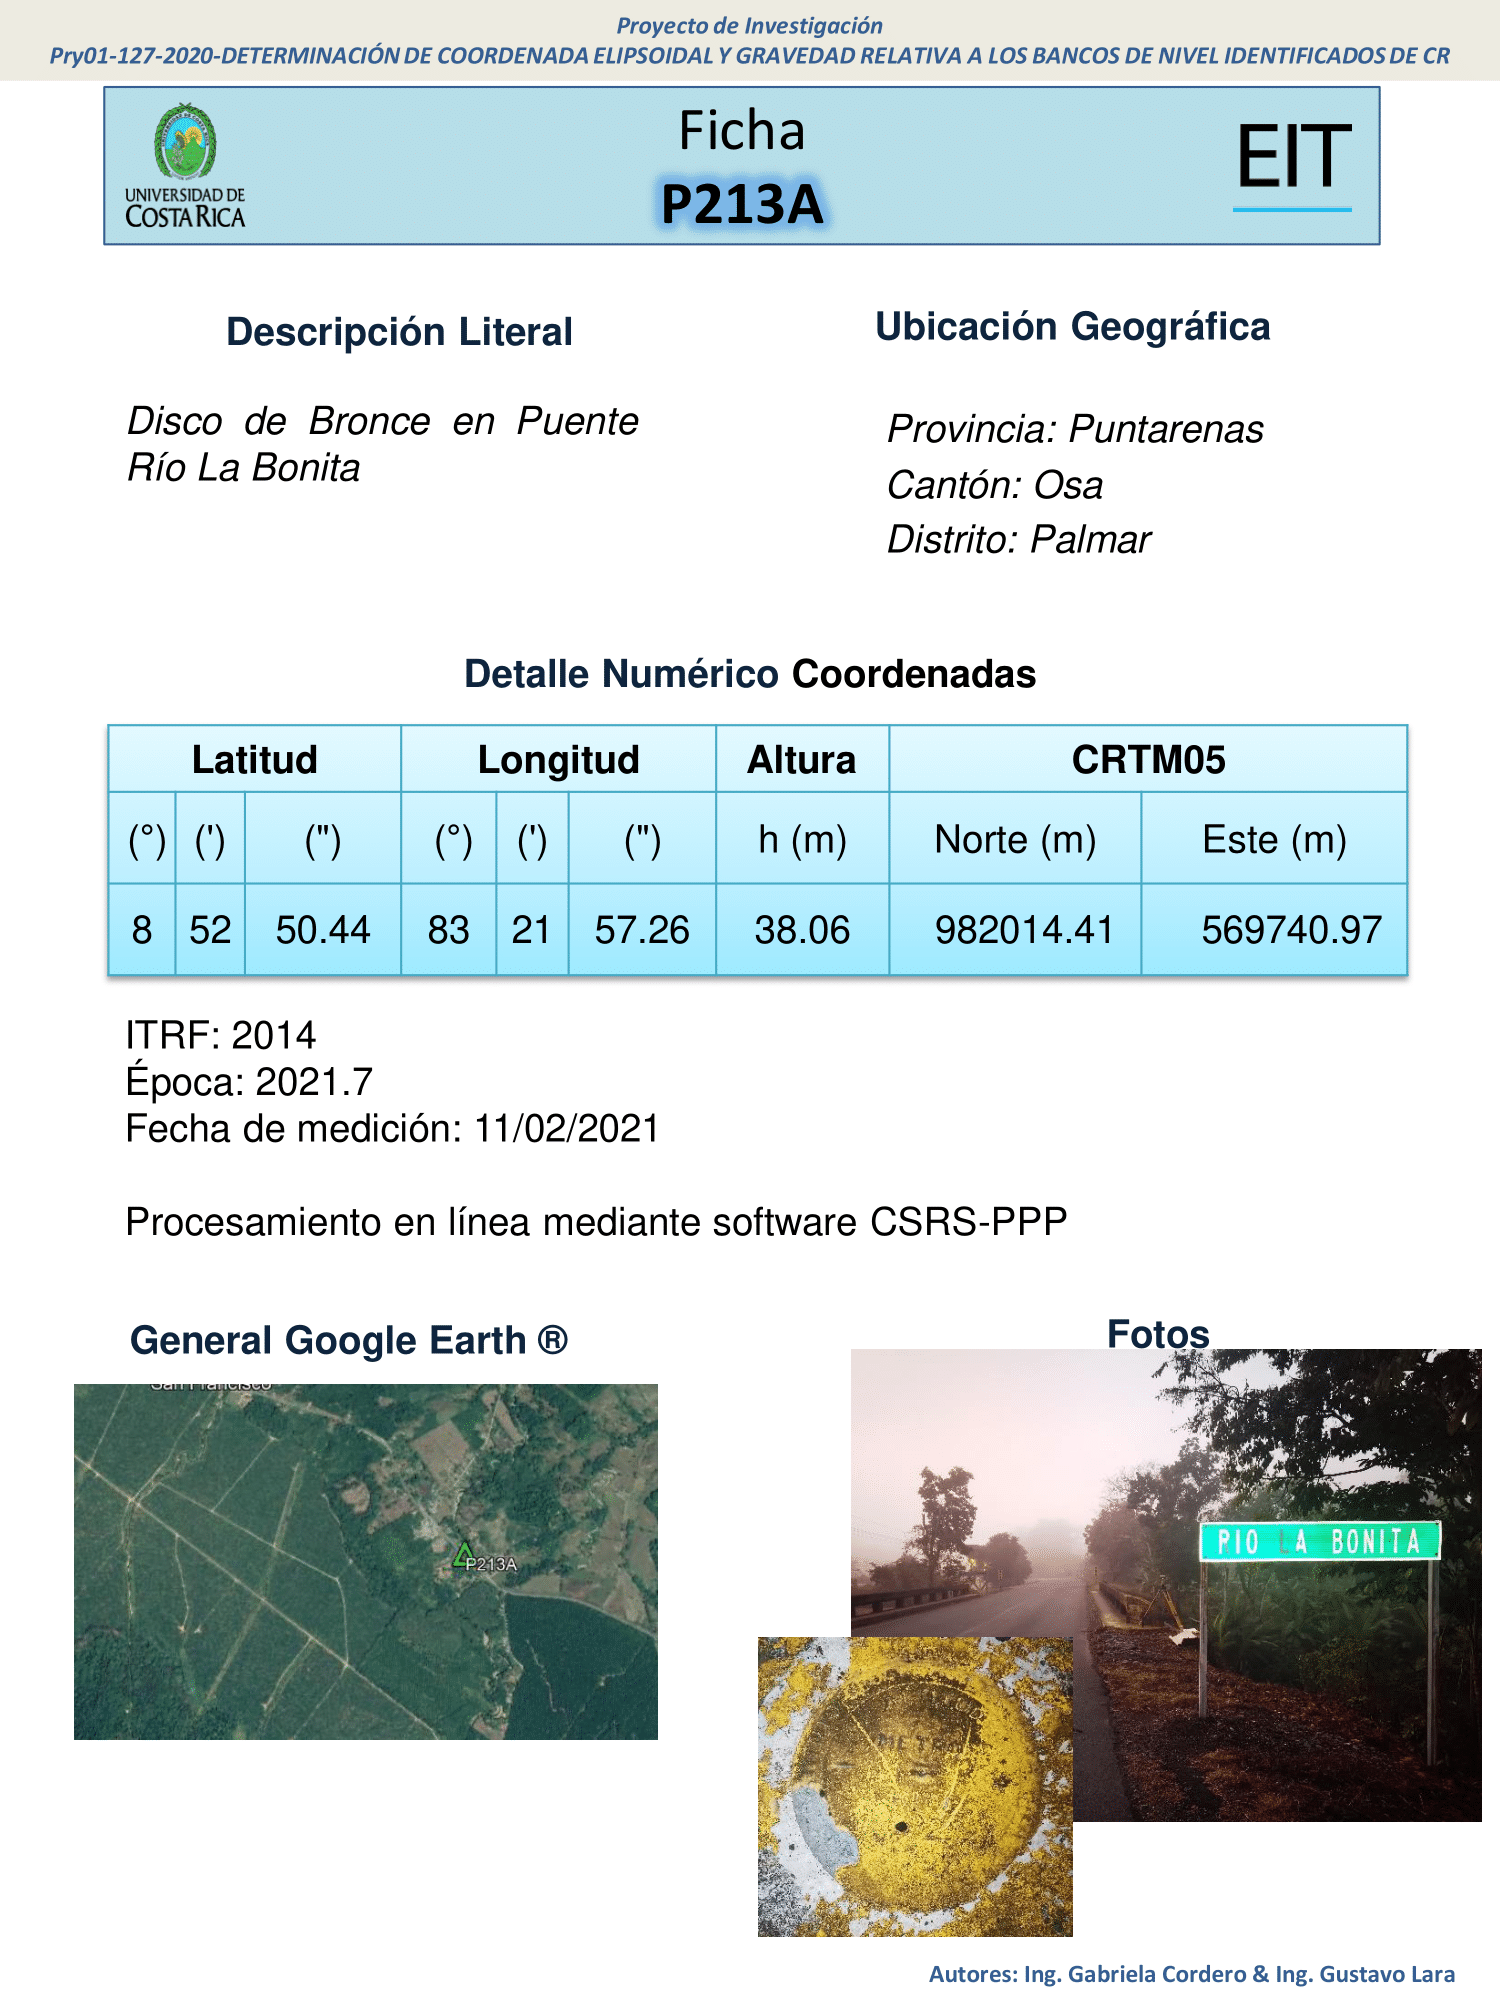 Proyecto de Investigación
Pry01-127-2020-DETERMINACIÓN DE COORDENADA ELIPSOIDAL Y GRAVEDAD RELATIVA A LOS BANCOS DE NIVEL IDENTIFICADOS DE CR
UNIVERSIDAD DE
COSTA RICA
Ficha
P213A
EIT
Descripción Literal
Disco de Bronce en Puente
Río La Bonita
Ubicación Geográfica
Provincia: Puntarenas
Cantón: Osa
Distrito: Palmar
Detalle Numérico Coordenadas
Latitud Longitud Altura CRTM05
(°) (') (") (°) (') (") h (m) Norte (m) Este (m)
8 52 50.44 83 21 57.26 38.06 982014.41 569740.97
ITRF: 2014
Época: 2021.7
Fecha de medición: 11/02/2021
Procesamiento en línea mediante software CSRS-PPP
General Google Earth ®
San Francisco
P213A
Fotos
RIO LA BONITA
Autores: Ing. Gabriela Cordero & Ing. Gustavo Lara